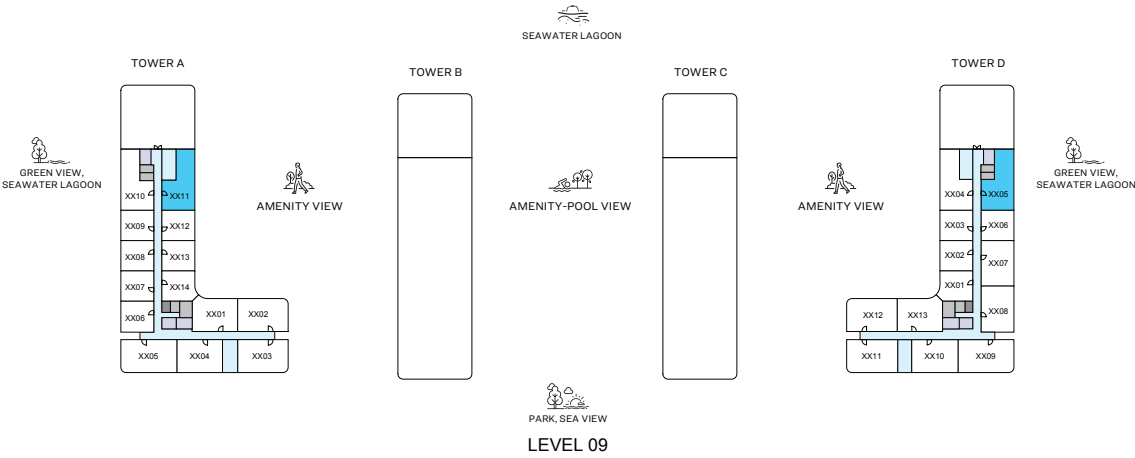 SEAWATER LAGOON
TOWER A
TOWER B
TOWER C
TOWER D
GREEN VIEW,
SEAWATER LAGOON
AMENITY VIEW
AMENITY-POOL VIEW
AMENITY VIEW
GREEN VIEW,
SEAWATER LAGOON
XX10 XX11
XX09 XX12
XX08 XX13
XX07 XX14
XX06 XX01 XX02
XX05 XX04 XX03
XX04 XX05
XX03 XX06
XX02 XX07
XX01
XX12 XX13 XX08
XX11 XX10 XX09
PARK, SEA VIEW
LEVEL 09